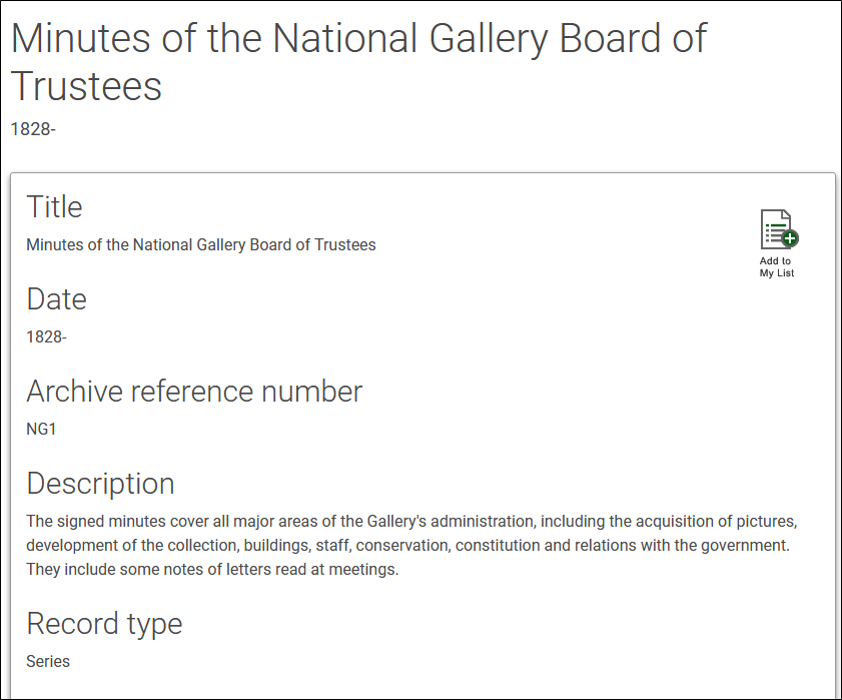 Minutes of the National Gallery Board of
Trustees
1828-
Title
Minutes of the National Gallery Board of Trustees
Add to
My List
Date
1828-
Archive reference number
NG1
Description
The signed minutes cover all major areas of the Gallery's administration, including the acquisition of pictures,
development of the collection, buildings, staff, conservation, constitution and relations with the government.
They include some notes of letters read at meetings.
Record type
Series